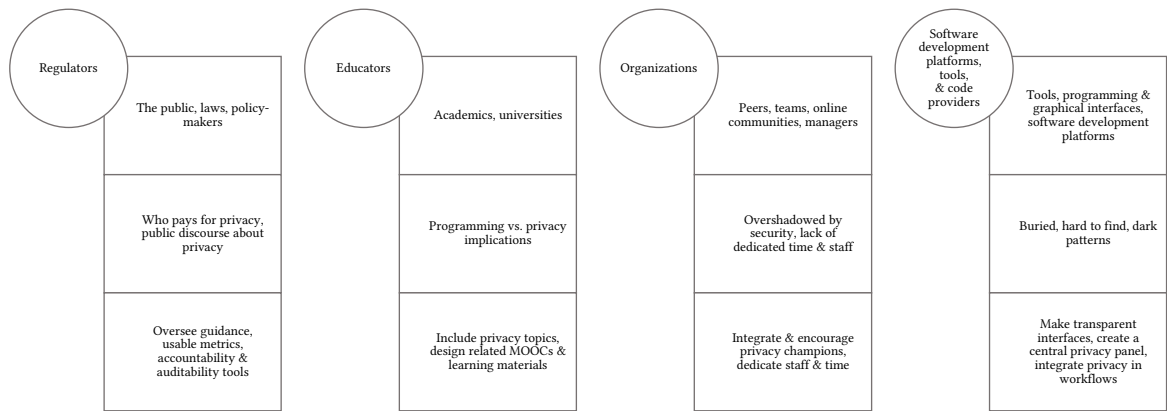 Regulators
The public, laws, policy-
makers
Who pays for privacy,
public discourse about
privacy
Oversee guidance,
usable metrics,
accountability &
auditability tools
Educators
Academics, universities
Programming vs. privacy
implications
Include privacy topics,
design related MOOCs &
learning materials
Organizations
Peers, teams, online
communities, managers
Overshadowed by
security, lack of
dedicated time & staff
Integrate & encourage
privacy champions,
dedicate staff & time
Software
development
platforms,
tools,
& code
providers
Tools, programming &
graphical interfaces,
software development
platforms
Buried, hard to find, dark
patterns
Make transparent
interfaces, create a
central privacy panel,
integrate privacy in
workflows